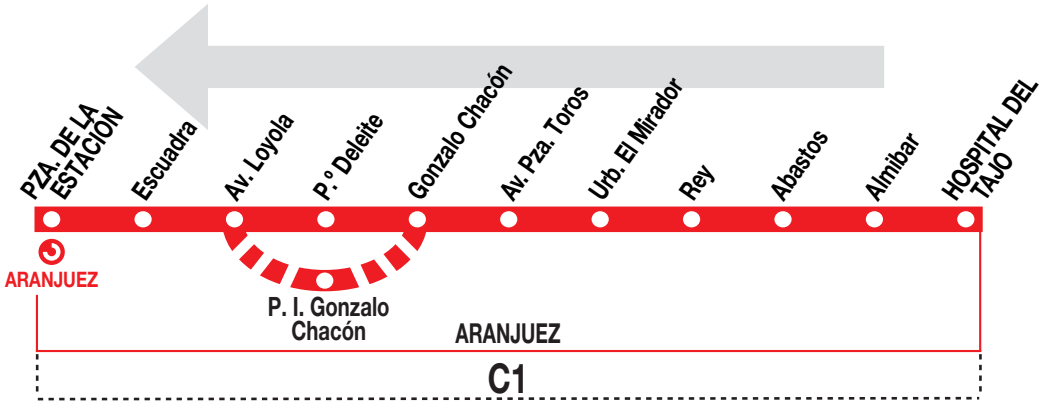 PZA. DE LA
ESTACIÓN
Escuadra
Av. Loyola
P.º Deleite
Gonzalo Chacón
Av. Pza. Toros
Urb. El Mirador
Rey
Abastos
Almibar
HOSPITAL DEL
TAJO
ARANJUEZ
P. I. Gonzalo
Chacón
ARANJUEZ
C1